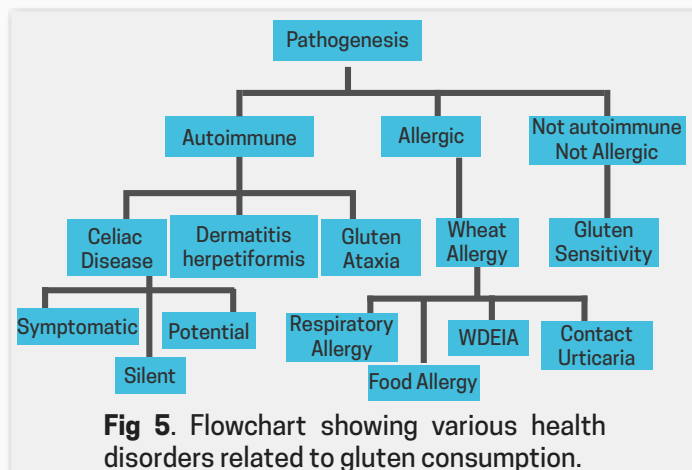 Pathogenesis
Autoimmune
Allergic
Not autoimmune
Not Allergic
Celiac
Disease
Dermatitis
herpetiformis
Gluten
Ataxia
Wheat
Allergy
Gluten
Sensitivity
Symptomatic
Silent
Potential
Respiratory
Allergy
Food Allergy
WDEIA
Contact
Urticaria
Fig 5. Flowchart showing various health
disorders related to gluten consumption.